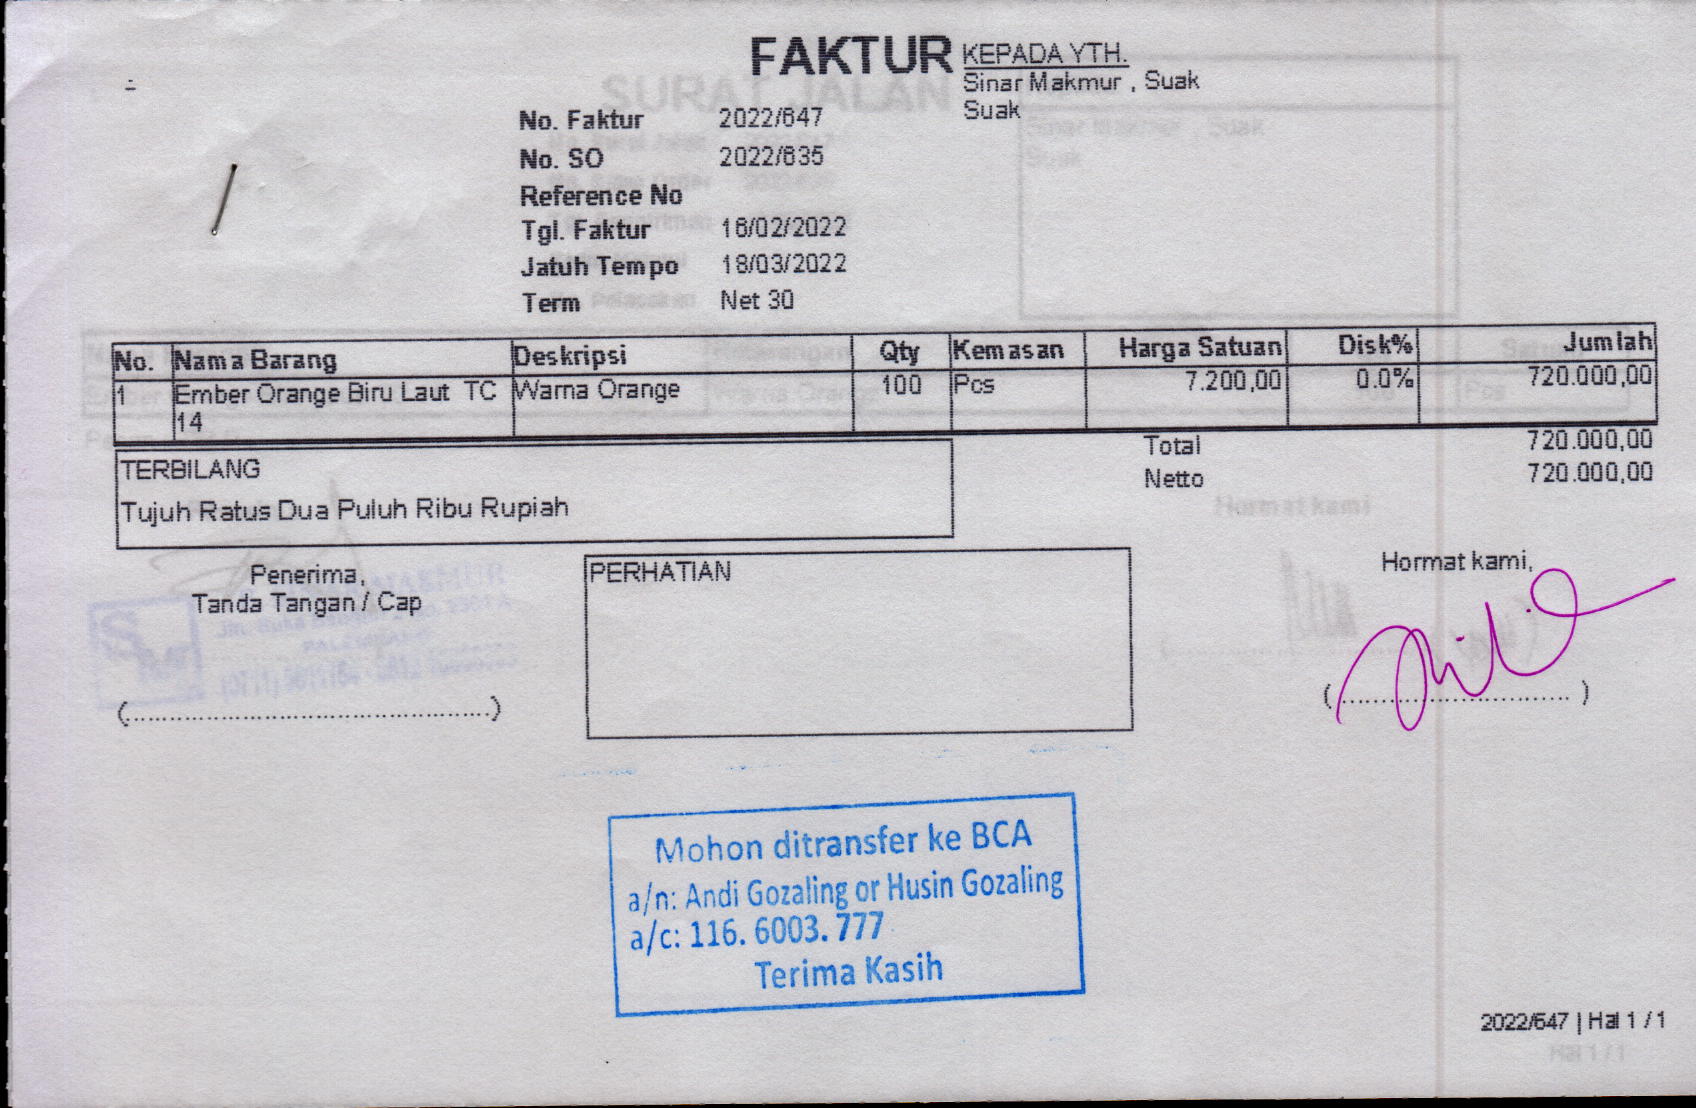 FAKTUR
KEPADA YTH.
Sinar Makmur , Suak
Suak
No. Faktur 2022/647
No. SO 2022/635
Reference No
Tgl. Faktur 16/02/2022
Jatuh Tempo 18/03/2022
Term Net 30
No. Nama Barang Deskripsi Qty Kemasan Harga Satuan Disk% Jumlah
1 Ember Orange Biru Laut TC Warna Orange 100 Pcs 7.200,00 0.0% 720.000,00
14
Total 720.000,00
Netto 720.000,00
TERBILANG
Tujuh Ratus Dua Puluh Ribu Rupiah
Penerima,
Tanda Tangan / Cap
(..............................................)
PERHATIAN
Hormat kami,
(............................. )
Mohon ditransfer ke BCA
a/n: Andi Gozaling or Husin Gozaling
a/c: 116. 6003. 777
Terima Kasih
2022/647 | Hal 1 / 1